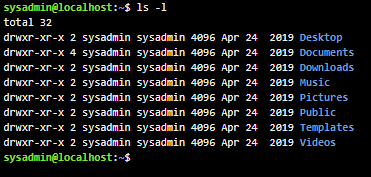 sysadmin@localhost:~$ ls -l
total 32
drwxr-xr-x 2 sysadmin sysadmin 4096 Apr 24  2019 Desktop
drwxr-xr-x 4 sysadmin sysadmin 4096 Apr 24  2019 Documents
drwxr-xr-x 2 sysadmin sysadmin 4096 Apr 24  2019 Downloads
drwxr-xr-x 2 sysadmin sysadmin 4096 Apr 24  2019 Music
drwxr-xr-x 2 sysadmin sysadmin 4096 Apr 24  2019 Pictures
drwxr-xr-x 2 sysadmin sysadmin 4096 Apr 24  2019 Public
drwxr-xr-x 2 sysadmin sysadmin 4096 Apr 24  2019 Templates
drwxr-xr-x 2 sysadmin sysadmin 4096 Apr 24  2019 Videos
sysadmin@localhost:~$